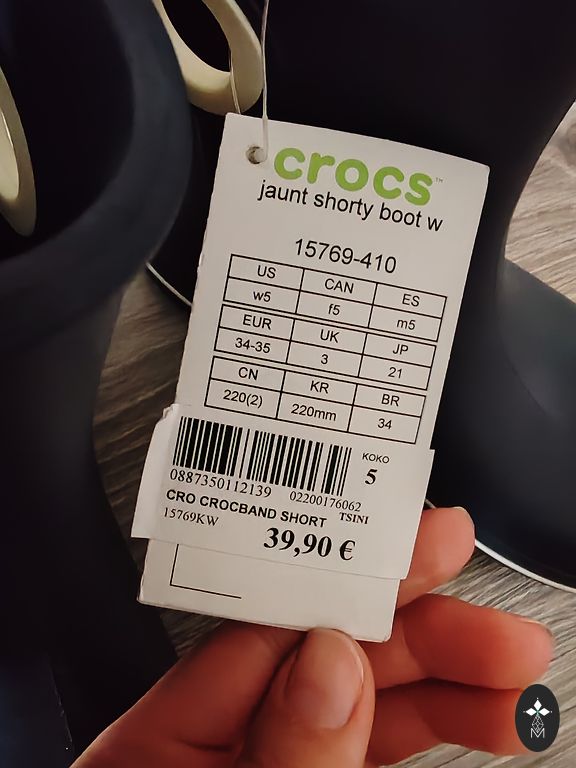 crocs™
jaunt shorty boot w
15769-410
US CAN ES
w5 f5 m5
EUR UK JP
34-35 3 21
CN KR BR
220(2) 220mm 34
KOKO
5
0887350112139 02200176062
CRO CROCBAND SHORT TSINI
15769KW
39,90 €
M